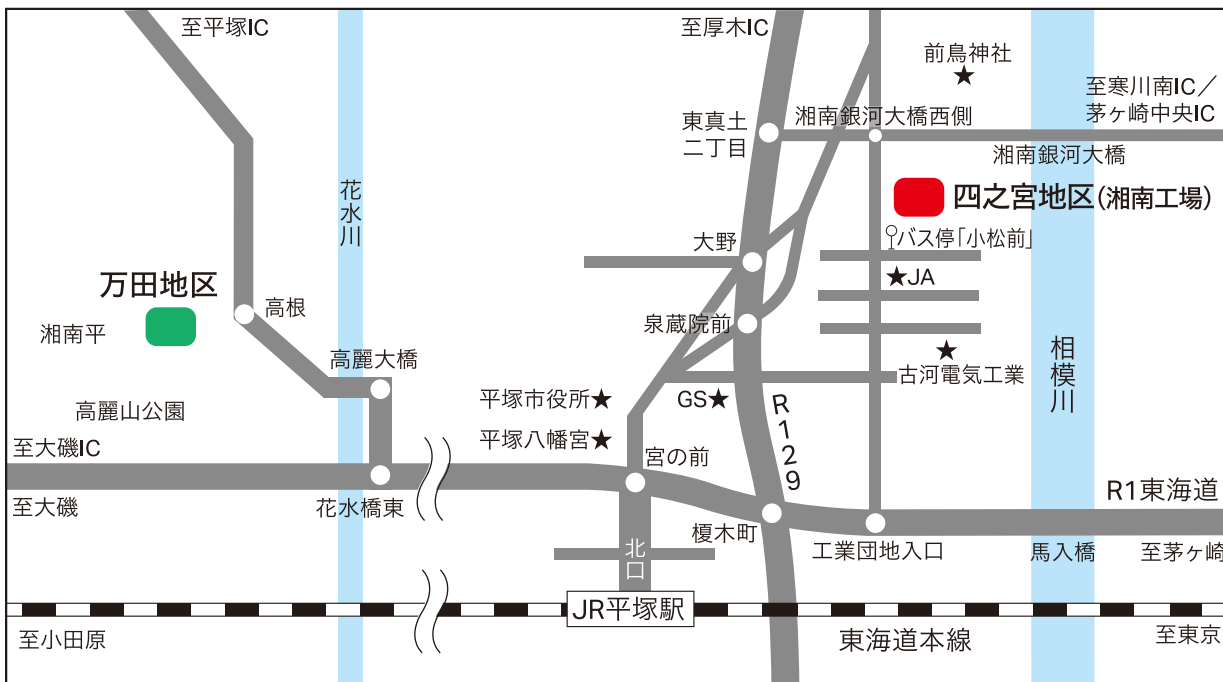 至平塚IC
至厚木IC
前鳥神社
★
至寒川南IC／
茅ヶ崎中央IC
東真土
二丁目
湘南銀河大橋西側
湘南銀河大橋
花水川
四之宮地区(湘南工場)
大野
バス停「小松前」
★JA
万田地区
高根
湘南平
泉蔵院前
高麗大橋
★
古河電気工業
相模川
高麗山公園
平塚市役所★
GS★
R129
平塚八幡宮★
至大磯IC
宮の前
至大磯
花水橋東
R1東海道
榎木町
工業団地入口
馬入橋
至茅ヶ崎
北口
JR平塚駅
至小田原
東海道本線
至東京